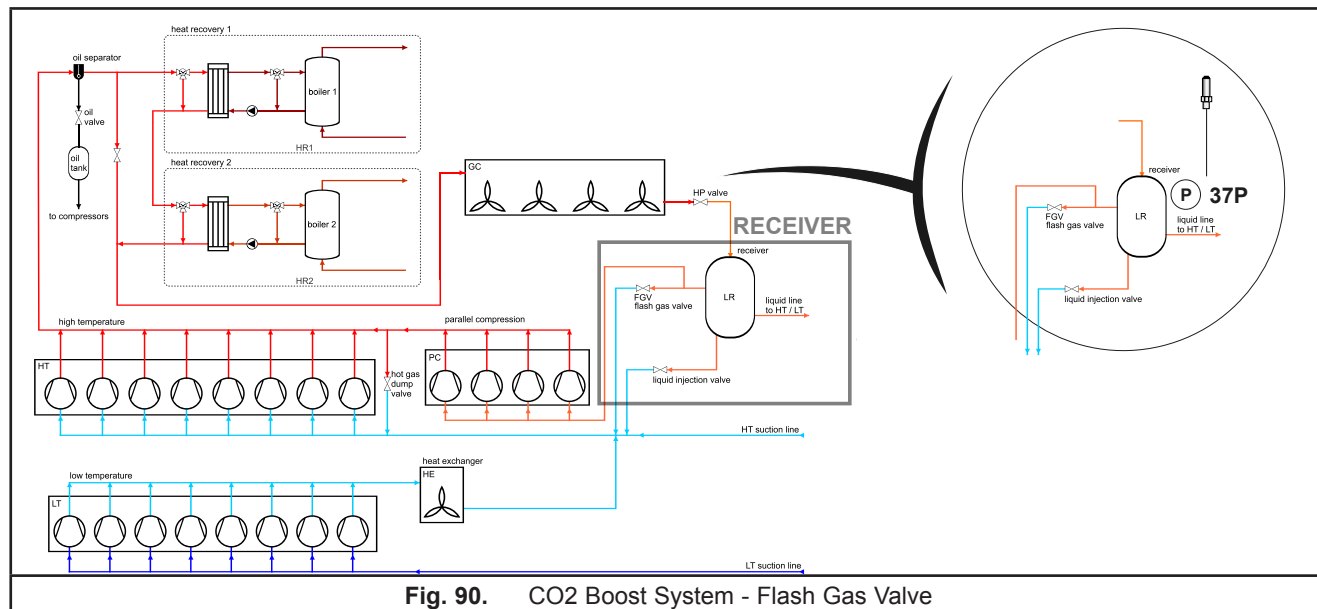 heat recovery 1
oil separator
boiler 1
oil
valve
oil
tank
to compressors
HR1
heat recovery 2
boiler 2
HR2
GC
HP valve
RECEIVER
receiver
LR
FGV
flash gas valve
liquid line
to HT / LT
liquid injection valve
receiver
P
37P
LR
FGV
flash gas valve
liquid line
to HT / LT
liquid injection valve
high temperature
parallel compression
HT
hot gas
dump
valve
PC
HT suction line
heat exchanger
HE
low temperature
LT
LT suction line
Fig. 90. CO2 Boost System - Flash Gas Valve